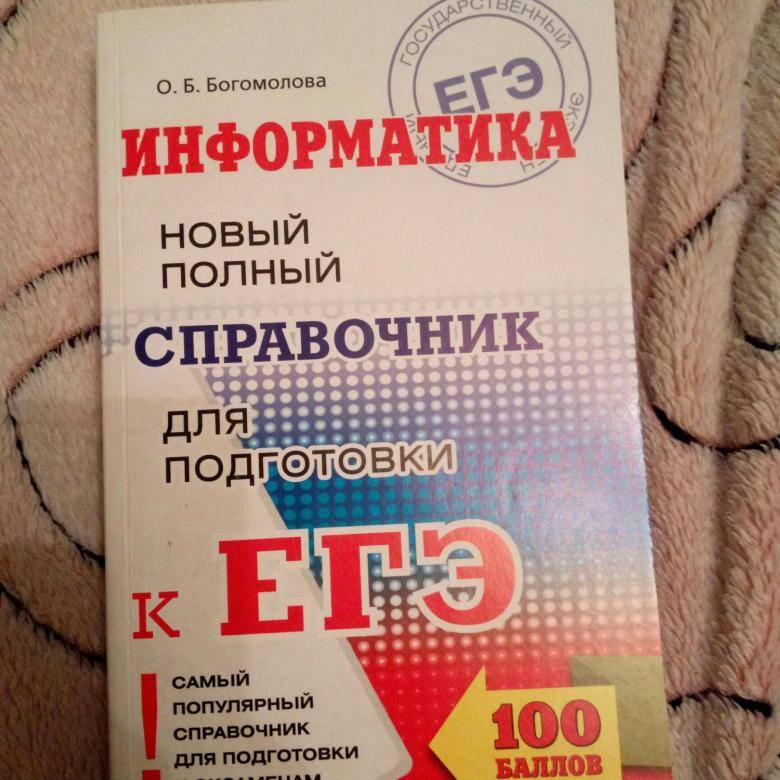 О. Б. Богомолова
ГОСУДАРСТВЕННЫЙ
ЕГЭ
ИНФОРМАТИКА
НОВЫЙ
ПОЛНЫЙ
СПРАВОЧНИК
ДЛЯ
ПОДГОТОВКИ
К ЕГЭ
! САМЫЙ
ПОПУЛЯРНЫЙ
СПРАВОЧНИК
ДЛЯ ПОДГОТОВКИ
100
БАЛЛОВ